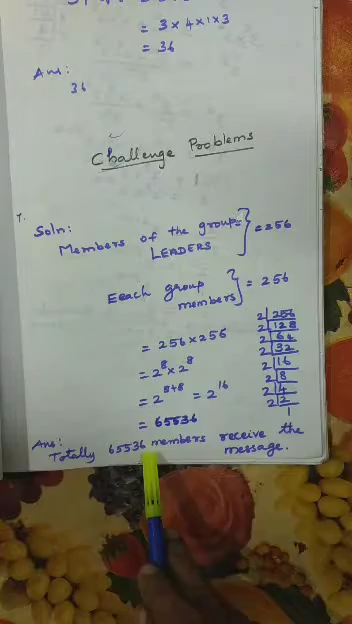 = 3 × 4 × 1 × 3
= 36
Ans:
36
Challenge Problems
7.
Soln:
Members of the group = LEADERS } = 256
Eeach group members } = 256
= 256 × 256
= 2^8 × 2^8
= 2^8+8 = 2^16
= 65536
2 | 256
2 | 128
2 | 64
2 | 32
2 | 16
2 | 8
2 | 4
2 | 2
1
Ans:
Totally 65536 members receive the
message.